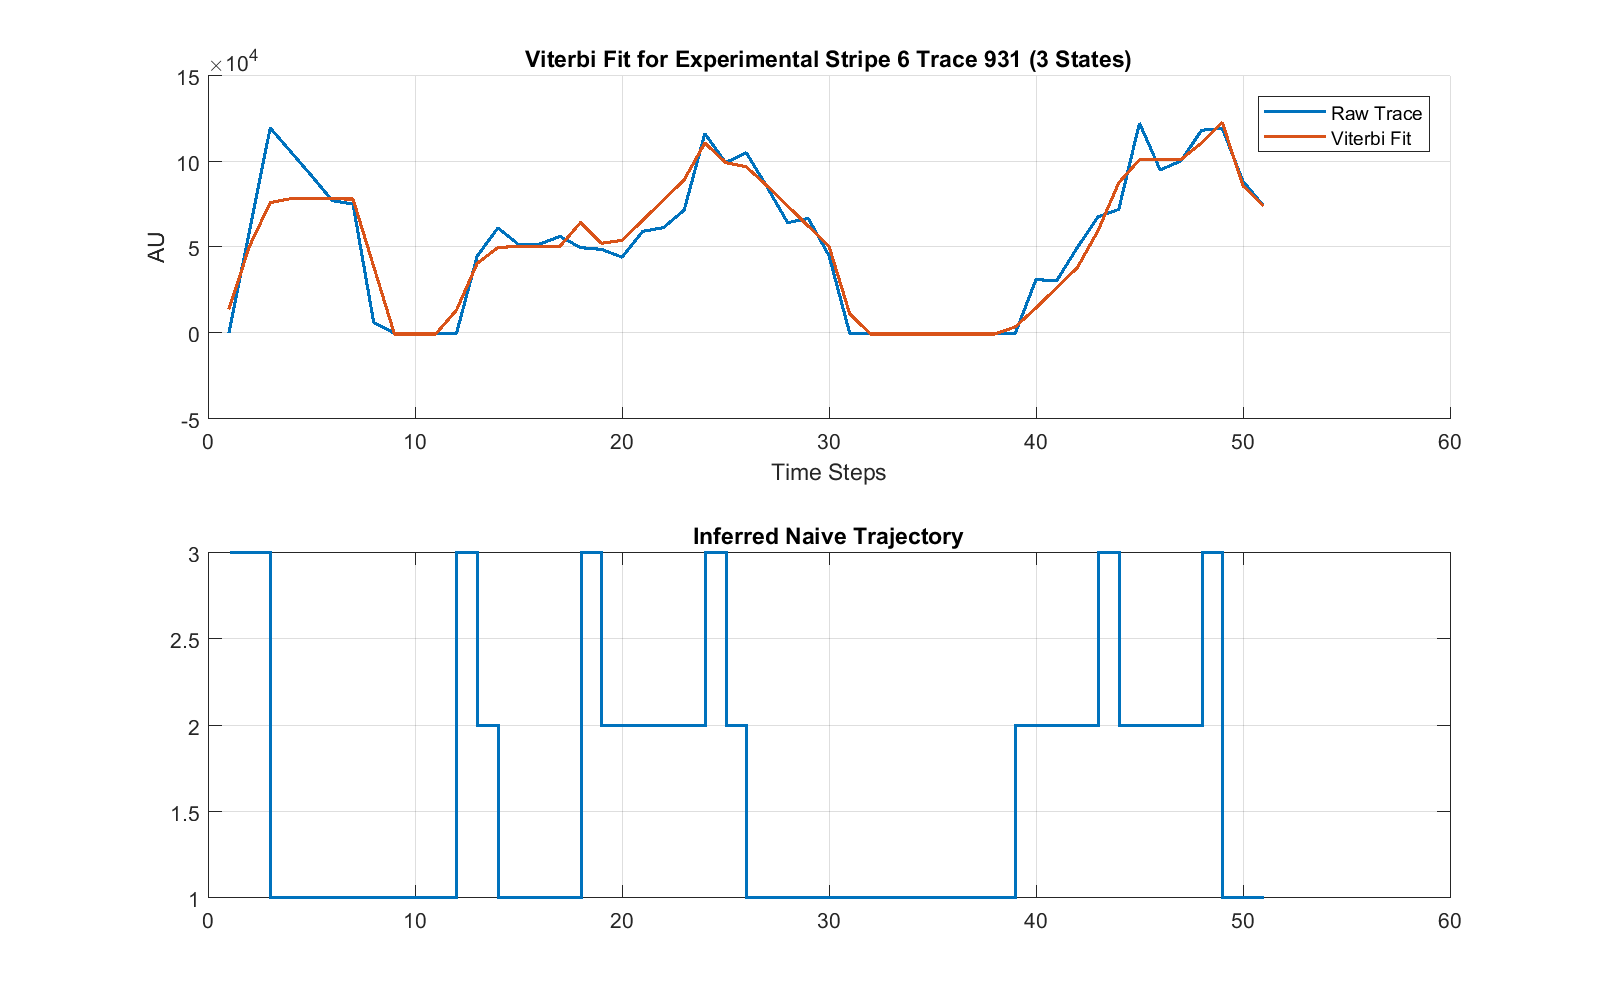 Viterbi Fit for Experimental Stripe 6 Trace 931 (3 States)
×10⁴
15
10
5
0
-5
AU
Raw Trace
Viterbi Fit
0 10 20 30 40 50 60
Time Steps
Inferred Naive Trajectory
3
2.5
2
1.5
1
0 10 20 30 40 50 60